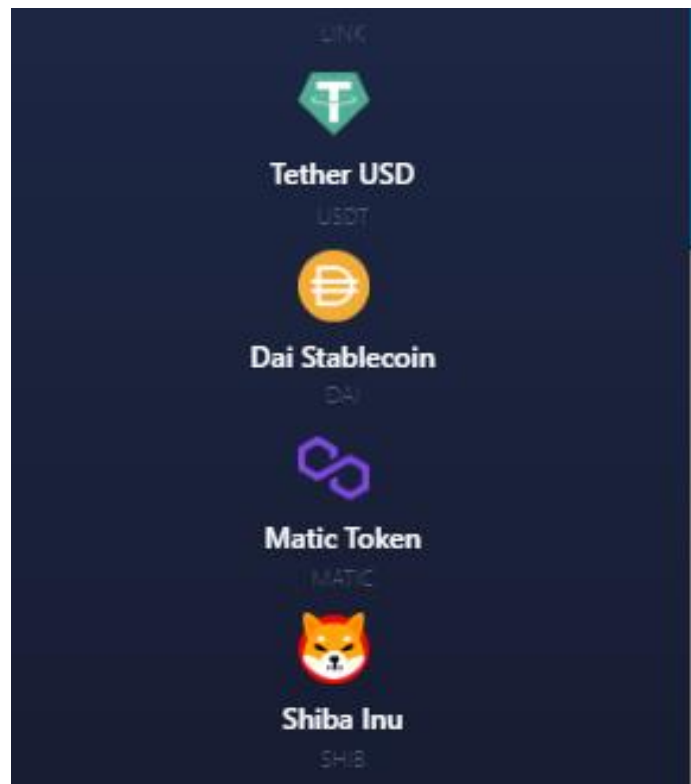 LINK
Tether USD
USDT
Dai Stablecoin
DAI
Matic Token
MATIC
Shiba Inu
SHIB